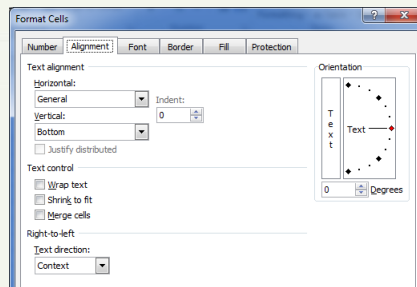 Format Cells
Number Alignment Font Border Fill Protection
Text alignment
Horizontal:
General
Indent:
Vertical:
0
Bottom
Justify distributed
Text control
Wrap text
Shrink to fit
Merge cells
Right-to-left
Text direction:
Context
Orientation
Text
Text
0 Degrees